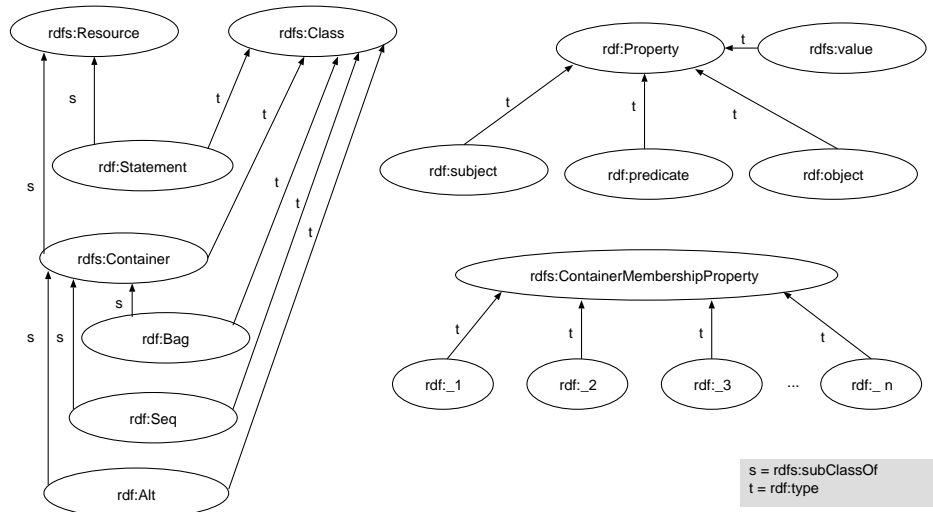 rdfs:Resource
rdfs:Class
s
t
t
rdf:Statement
s
t
t
t
rdfs:Container
s
rdf:Bag
s
s
rdf:Seq
rdf:Alt
rdf:Property
t
rdfs:value
t
t
t
rdf:subject
rdf:predicate
rdf:object
rdfs:ContainerMembershipProperty
t
t
t
t
rdf:_1
rdf:_2
rdf:_3
...
rdf:_ n
s = rdfs:subClassOf
t = rdf:type